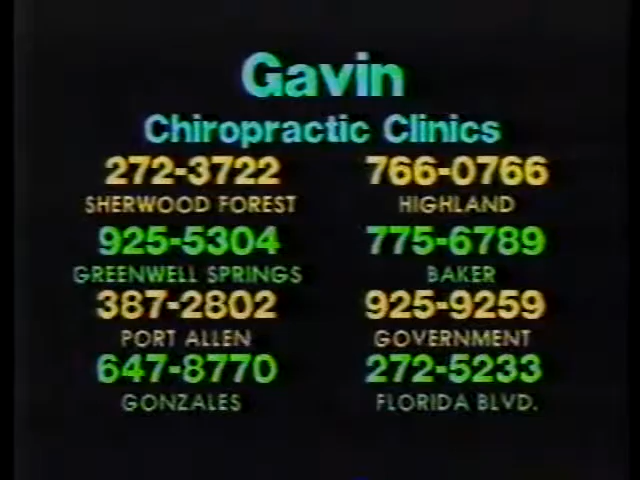 Gavin
Chiropractic Clinics
272-3722 766-0766
SHERWOOD FOREST HIGHLAND
925-5304 775-6789
GREENWELL SPRINGS BAKER
387-2802 925-9259
PORT ALLEN GOVERNMENT
647-8770 272-5233
GONZALES FLORIDA BLVD.